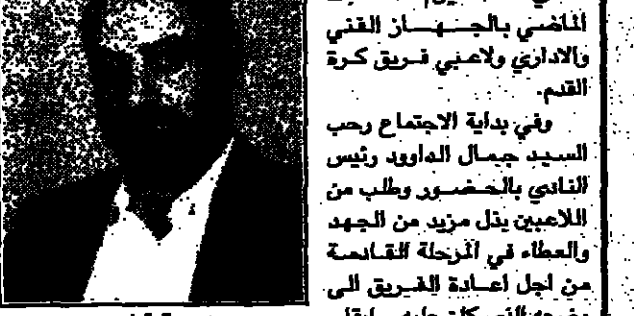 الماضي بالجهاز الفني
والاداري ولاعبي فريق كرة
القدم.
وفي بداية الاجتماع رحب
السيد جمال الداوود رئيس
النادي بالحضور وطلب من
اللاعبين بذل مزيد من الجهد
والعطاء في المرحلة القادمة
من اجل اعادة الفريق الى